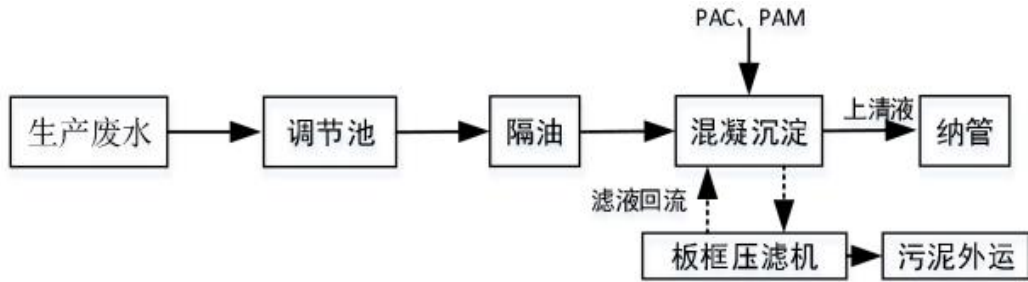 PAC、PAM
生产废水
调节池
隔油
混凝沉淀
上清液
纳管
滤液回流
板框压滤机
污泥外运